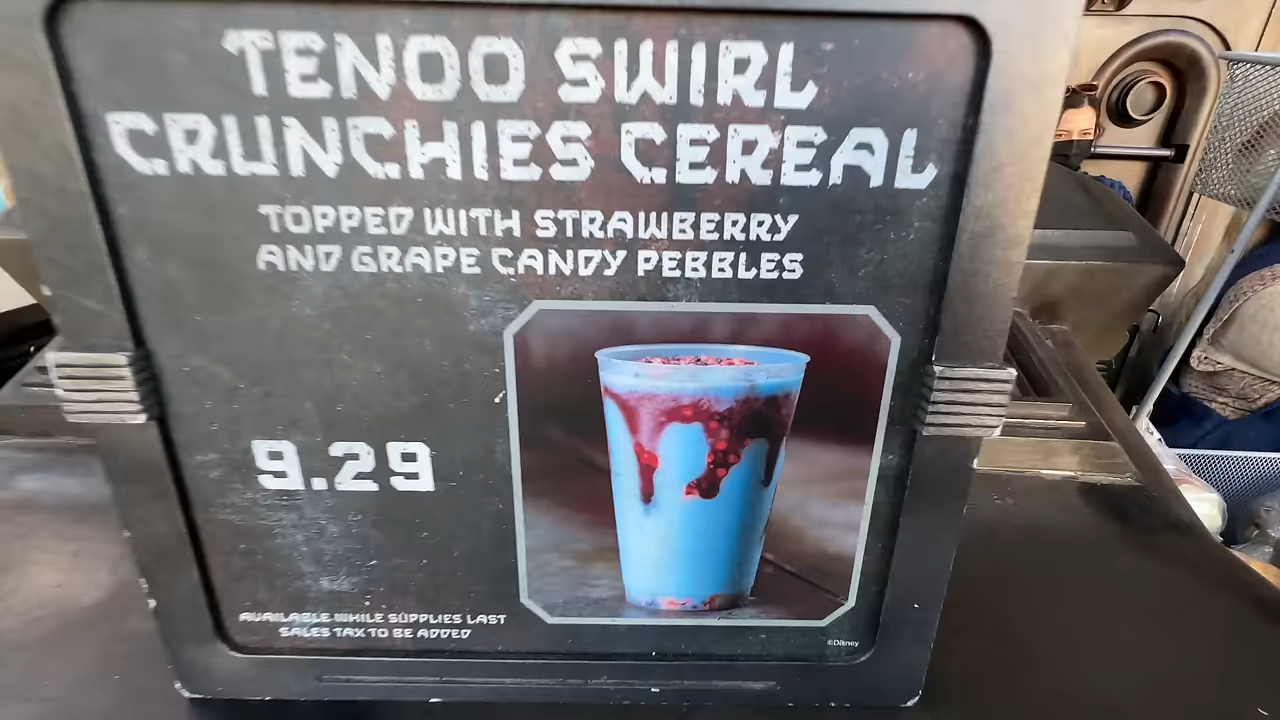 TENOO SWIRL
CRUNCHIES CEREAL
TOPPED WITH STRAWBERRY
AND GRAPE CANDY PEBBLES
9.29
AVAILABLE WHILE SUPPLIES LAST
SALES TAX TO BE ADDED
©Disney